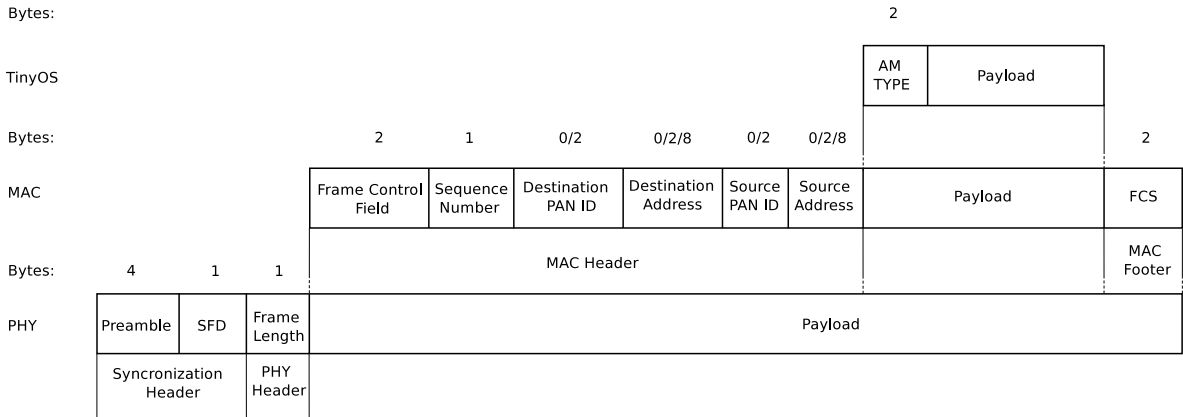 Bytes: 2
TinyOS AM TYPE Payload
Bytes: 2 1 0/2 0/2/8 0/2 0/2/8 2
MAC Frame Control Field Sequence Number Destination PAN ID Destination Address Source PAN ID Source Address Payload FCS
MAC Header MAC Footer
Bytes: 4 1 1
PHY Preamble SFD Frame Length Payload
Syncronization Header PHY Header